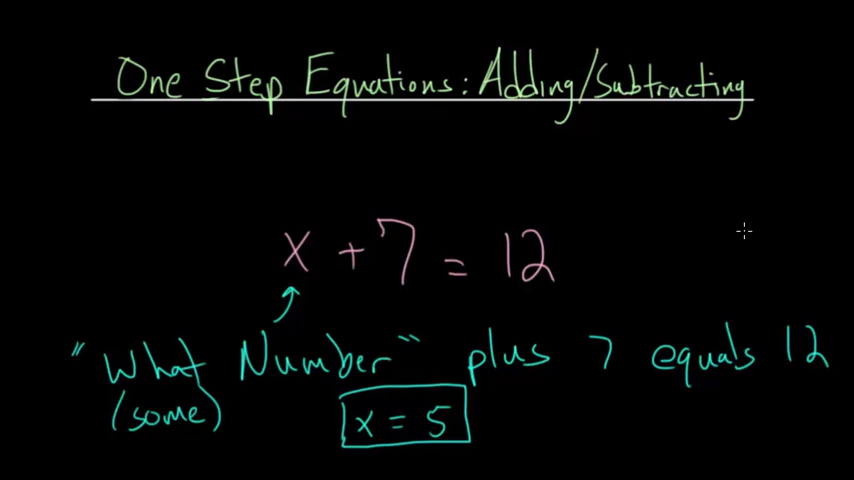 One Step Equations: Adding/Subtracting
x + 7 = 12
"What Number" plus 7 equals 12
(some)
x = 5